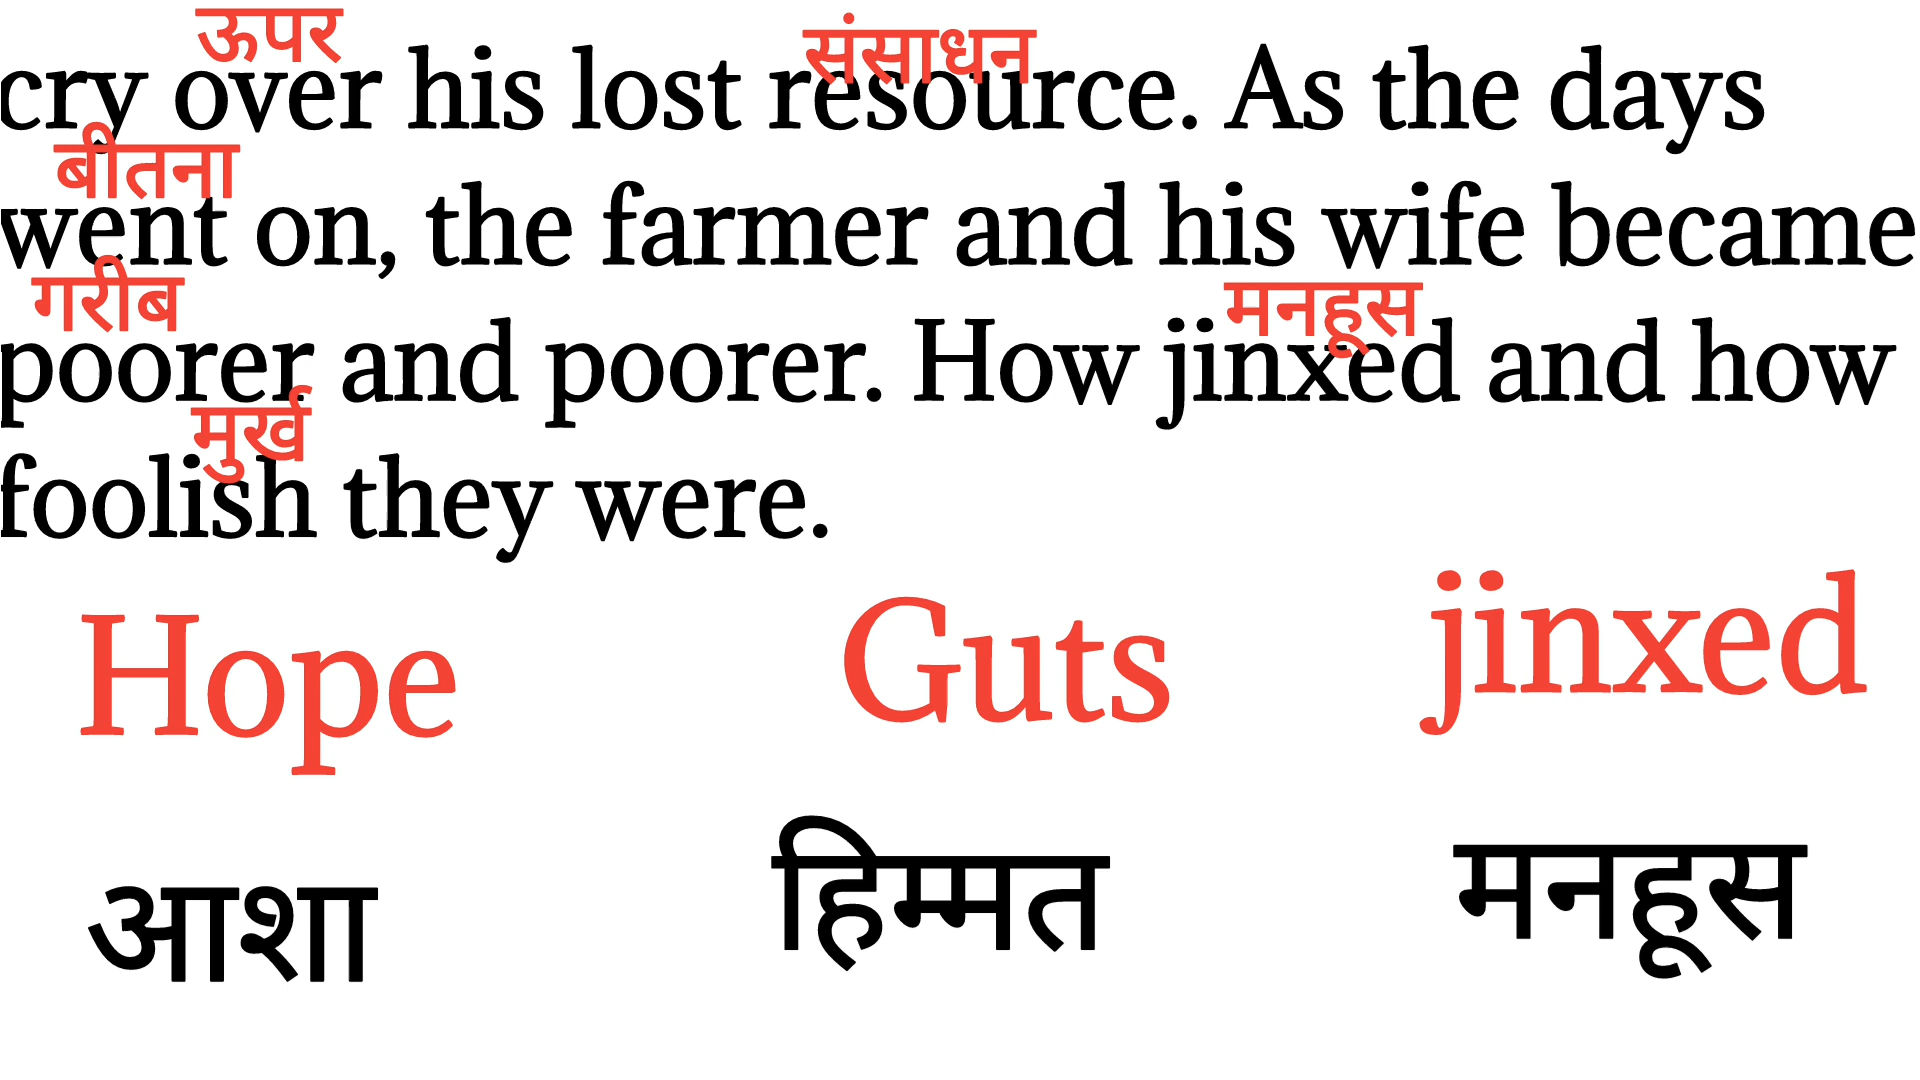 ऊपर संसाधन
cry over his lost resource. As the days
बीतना
went on, the farmer and his wife became
गरीब मनहूस
poorer and poorer. How jinxed and how
मुर्ख
foolish they were.
Hope Guts jinxed
आशा हिम्मत मनहूस